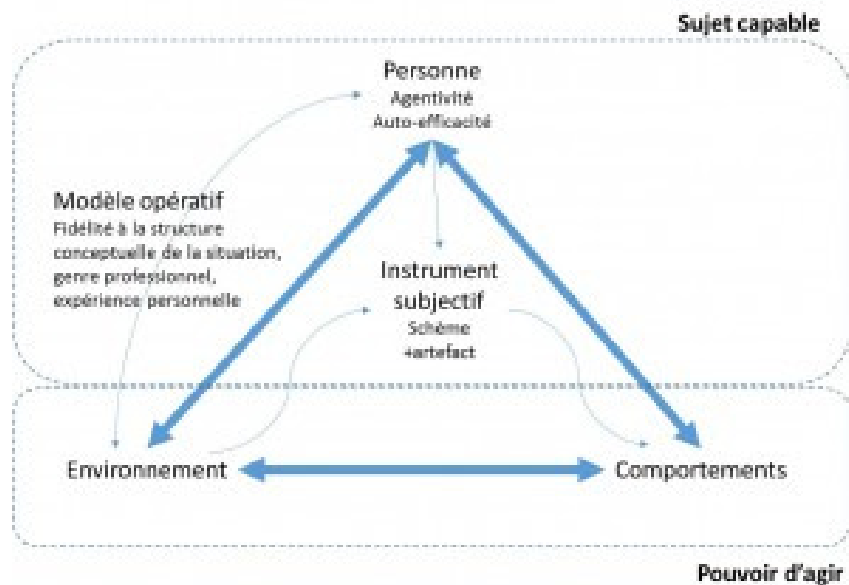 Sujet capable
Personne
Agentivité
Auto-efficacité
Modèle opératif
Fidélité à la structure
conceptuelle de la situation,
genre professionnel,
expérience personnelle
Instrument
subjectif
Schème
+artefact
Environnement
Comportements
Pouvoir d'agir